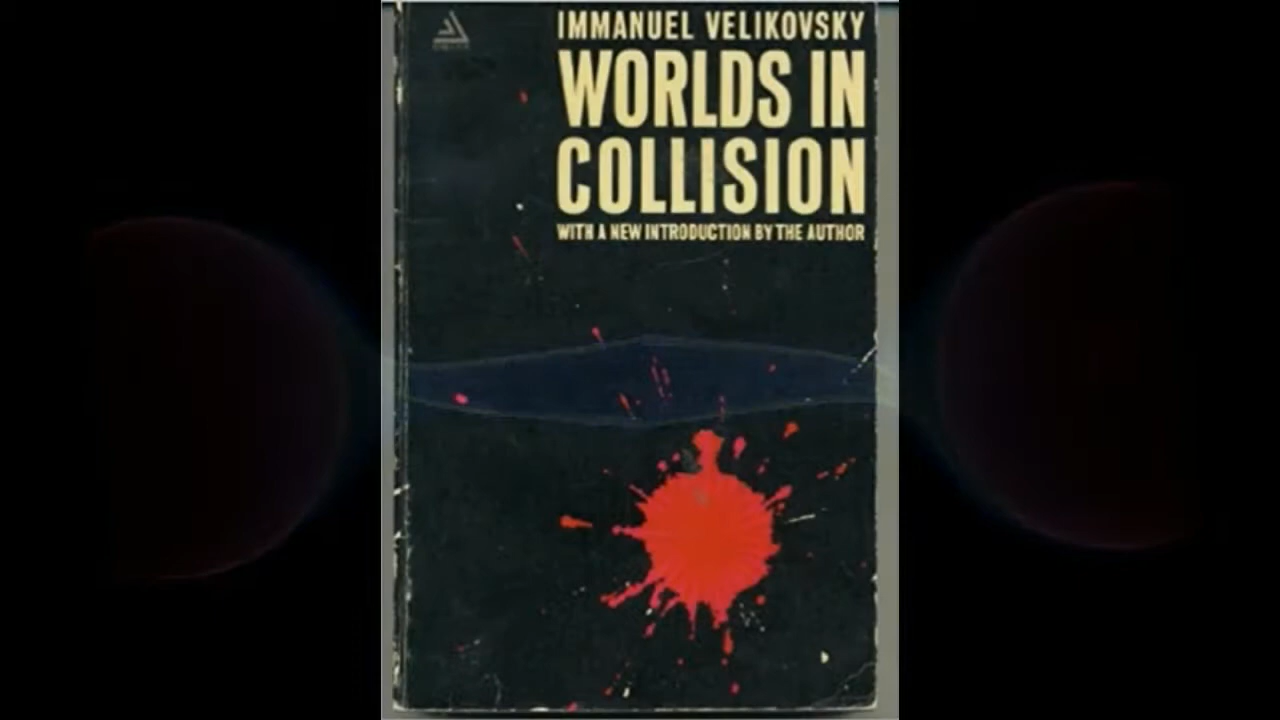 IMMANUEL VELIKOVSKY
WORLDS IN
COLLISION
WITH A NEW INTRODUCTION BY THE AUTHOR